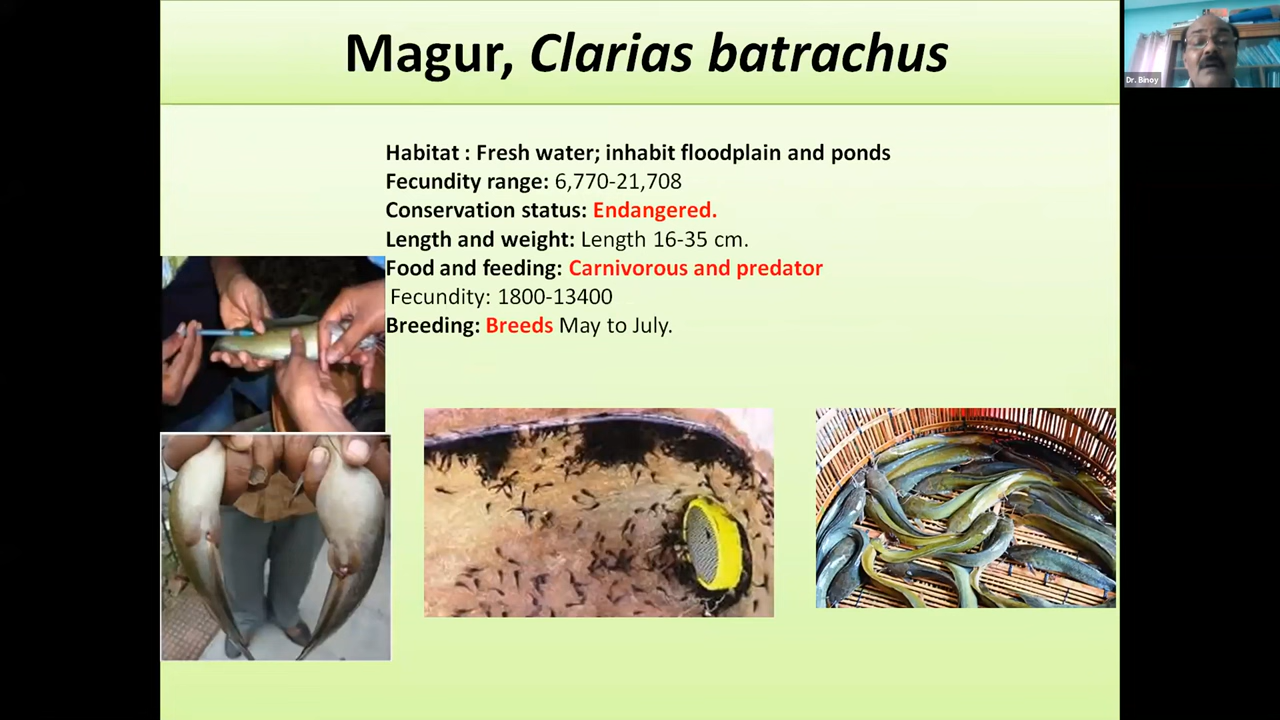 Magur, Clarias batrachus
Dr. Binoy
Habitat : Fresh water; inhabit floodplain and ponds
Fecundity range: 6,770-21,708
Conservation status: Endangered.
Length and weight: Length 16-35 cm.
Food and feeding: Carnivorous and predator
Fecundity: 1800-13400
Breeding: Breeds May to July.